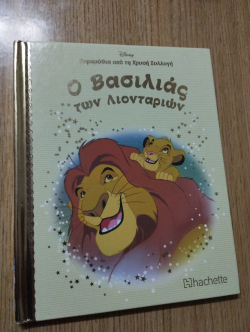 Disney
Παραμύθια από τη Χρυσή Συλλογή
Ο Βασιλιάς
των Λιονταριών
hachette